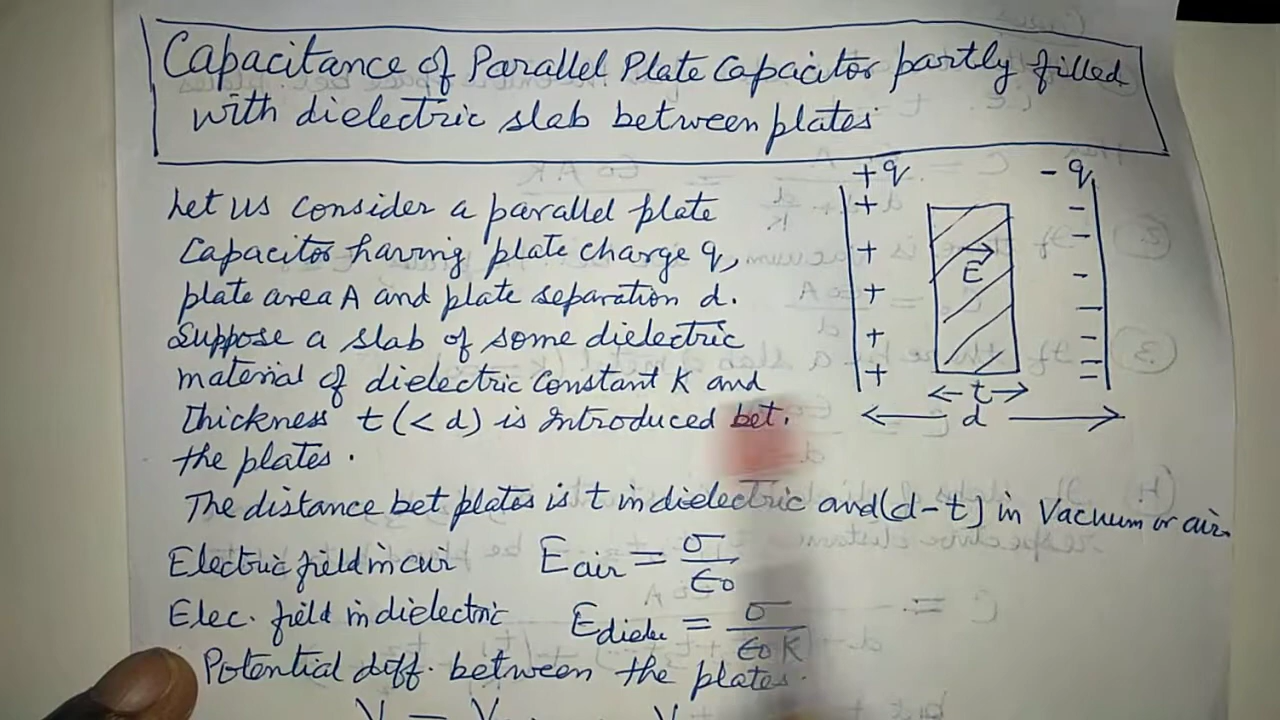 Capacitance of Parallel Plate Capacitor partly filled
with dielectric slab between plates
Let us consider a parallel plate
Capacitor having plate charge q,
plate area A and plate separation d.
Suppose a slab of some dielectric
material of dielectric Constant K and
thickness t (< d) is Introduced bet.
the plates.
+q -q
+ -
+ -
+ -
+ -
+ -
E
t
d
The distance bet plates is t in dielectric and (d-t) in Vacuum or air.
Electric field in air E air = σ/ε0
Elec. field in dielectric E diele = σ/ε0 K
Potential diff. between the plates.